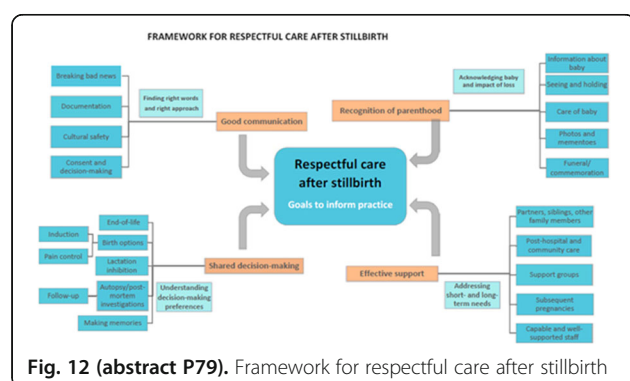 FRAMEWORK FOR RESPECTFUL CARE AFTER STILLBIRTH
Breaking bad news
Documentation
Cultural safety
Consent and
decision-making
Finding right words
and right approach
Good communication
Acknowledging baby
and impact of loss
Recognition of parenthood
Information about
baby
Seeing and holding
Care of baby
Photos and
mementoes
Funeral/
commemoration
Respectful care
after stillbirth
Goals to inform practice
End-of-life
Induction
Birth options
Pain control
Lactation
inhibition
Follow-up
Autopsy/post-
mortem
investigations
Making memories
Understanding
decision-making
preferences
Shared decision-making
Effective support
Addressing
short- and long-
term needs
Partners, siblings, other
family members
Post-hospital and
community care
Support groups
Subsequent
pregnancies
Capable and well-
supported staff
Fig. 12 (abstract P79). Framework for respectful care after stillbirth